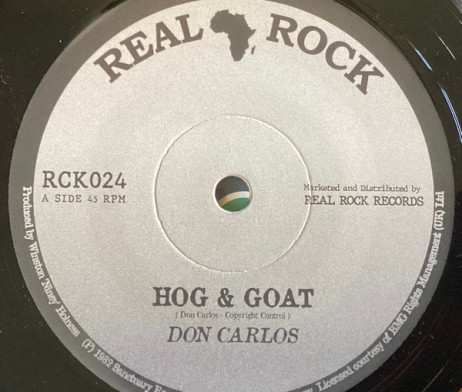 REAL ROCK
RCK024
A SIDE 45 RPM
Marketed and Distributed by
REAL ROCK RECORDS
HOG & GOAT
( Don Carlos - Copyright Control )
DON CARLOS
Produced by Winston 'Niney' Holness (P) 1982 Sanctuary
Licensed courtesy of BMG Rights Management (UK) Ltd